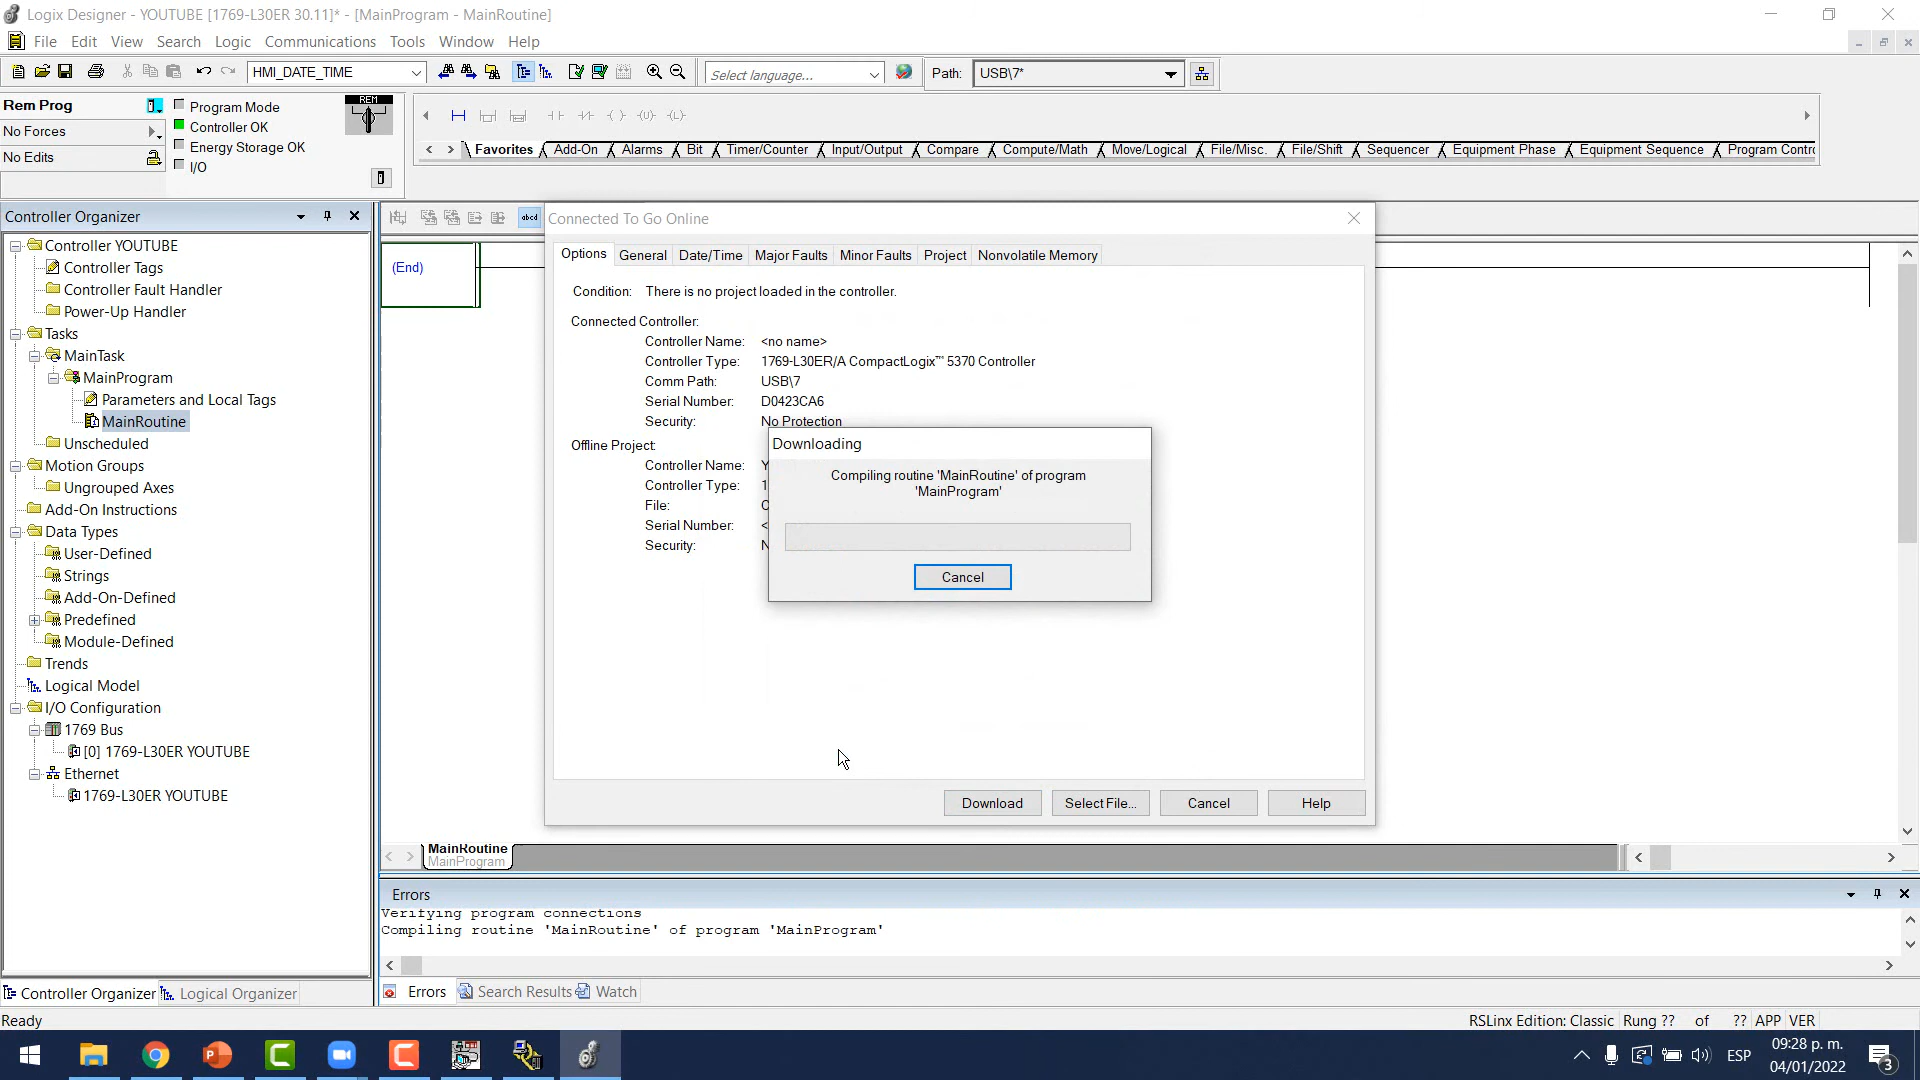 Logix Designer - YOUTUBE [1769-L30ER 30.11]* - [MainProgram - MainRoutine]
File Edit View Search Logic Communications Tools Window Help
HMI_DATE_TIME
Select language...
Path: USB\7*
Rem Prog
No Forces
No Edits
Program Mode
Controller OK
Energy Storage OK
I/O
REM
Favorites Add-On Alarms Bit Timer/Counter Input/Output Compare Compute/Math Move/Logical File/Misc. File/Shift Sequencer Equipment Phase Equipment Sequence Program Contro
Controller Organizer
Controller YOUTUBE
Controller Tags
Controller Fault Handler
Power-Up Handler
Tasks
MainTask
MainProgram
Parameters and Local Tags
MainRoutine
Unscheduled
Motion Groups
Ungrouped Axes
Add-On Instructions
Data Types
User-Defined
Strings
Add-On-Defined
Predefined
Module-Defined
Trends
Logical Model
I/O Configuration
1769 Bus
[0] 1769-L30ER YOUTUBE
Ethernet
1769-L30ER YOUTUBE
Controller Organizer Logical Organizer
abcd
(End)
Connected To Go Online
Options General Date/Time Major Faults Minor Faults Project Nonvolatile Memory
Condition: There is no project loaded in the controller.
Connected Controller:
Controller Name: <no name>
Controller Type: 1769-L30ER/A CompactLogix™ 5370 Controller
Comm Path: USB\7
Serial Number: D0423CA6
Security: No Protection
Offline Project:
Controller Name: Y
Controller Type: 1
File:
Serial Number: <
Security: N
Downloading
Compiling routine 'MainRoutine' of program
'MainProgram'
Cancel
Download Select File... Cancel Help
MainRoutine
MainProgram
Errors
Verifying program connections
Compiling routine 'MainRoutine' of program 'MainProgram'
Errors Search Results Watch
Ready
RSLinx Edition: Classic Rung ?? of ?? APP VER
ESP
09:28 p. m.
04/01/2022
3